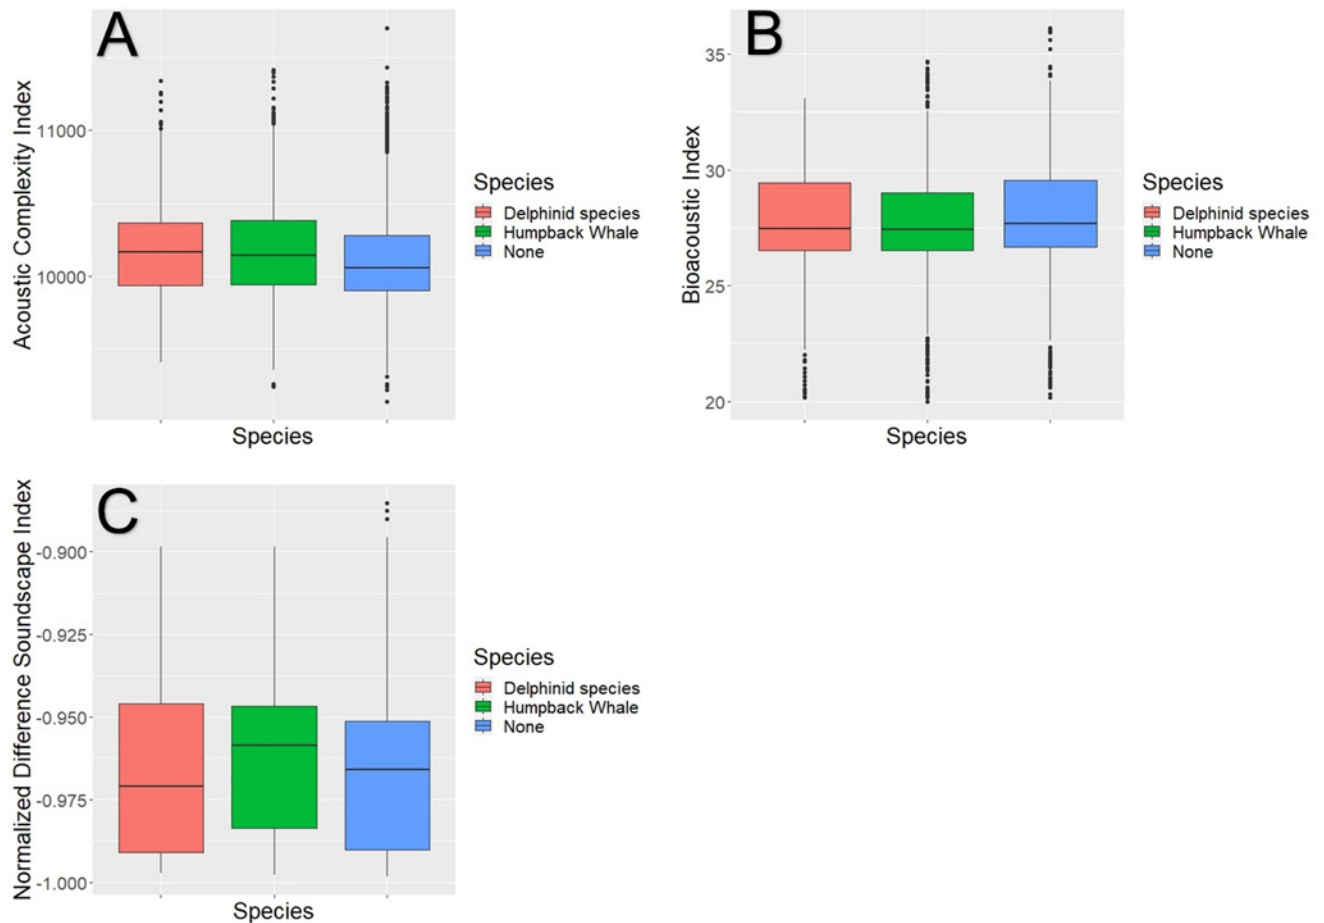 A
Acoustic Complexity Index
11000
10000
Species
Species
Delphinid species
Humpback Whale
None
B
Bioacoustic Index
35
30
25
20
Species
Species
Delphinid species
Humpback Whale
None
C
Normalized Difference Soundscape Index
-0.900
-0.925
-0.950
-0.975
-1.000
Species
Species
Delphinid species
Humpback Whale
None